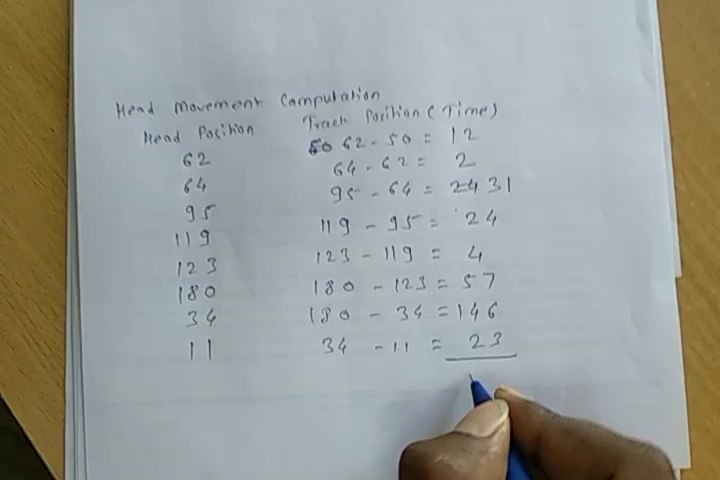 Head Movement Computation
Head Position Track Position (Time)
62 62 - 50 = 12
64 64 - 62 = 2
95 95 - 64 = 31
119 119 - 95 = 24
123 123 - 119 = 4
180 180 - 123 = 57
34 180 - 34 = 146
11 34 - 11 = 23